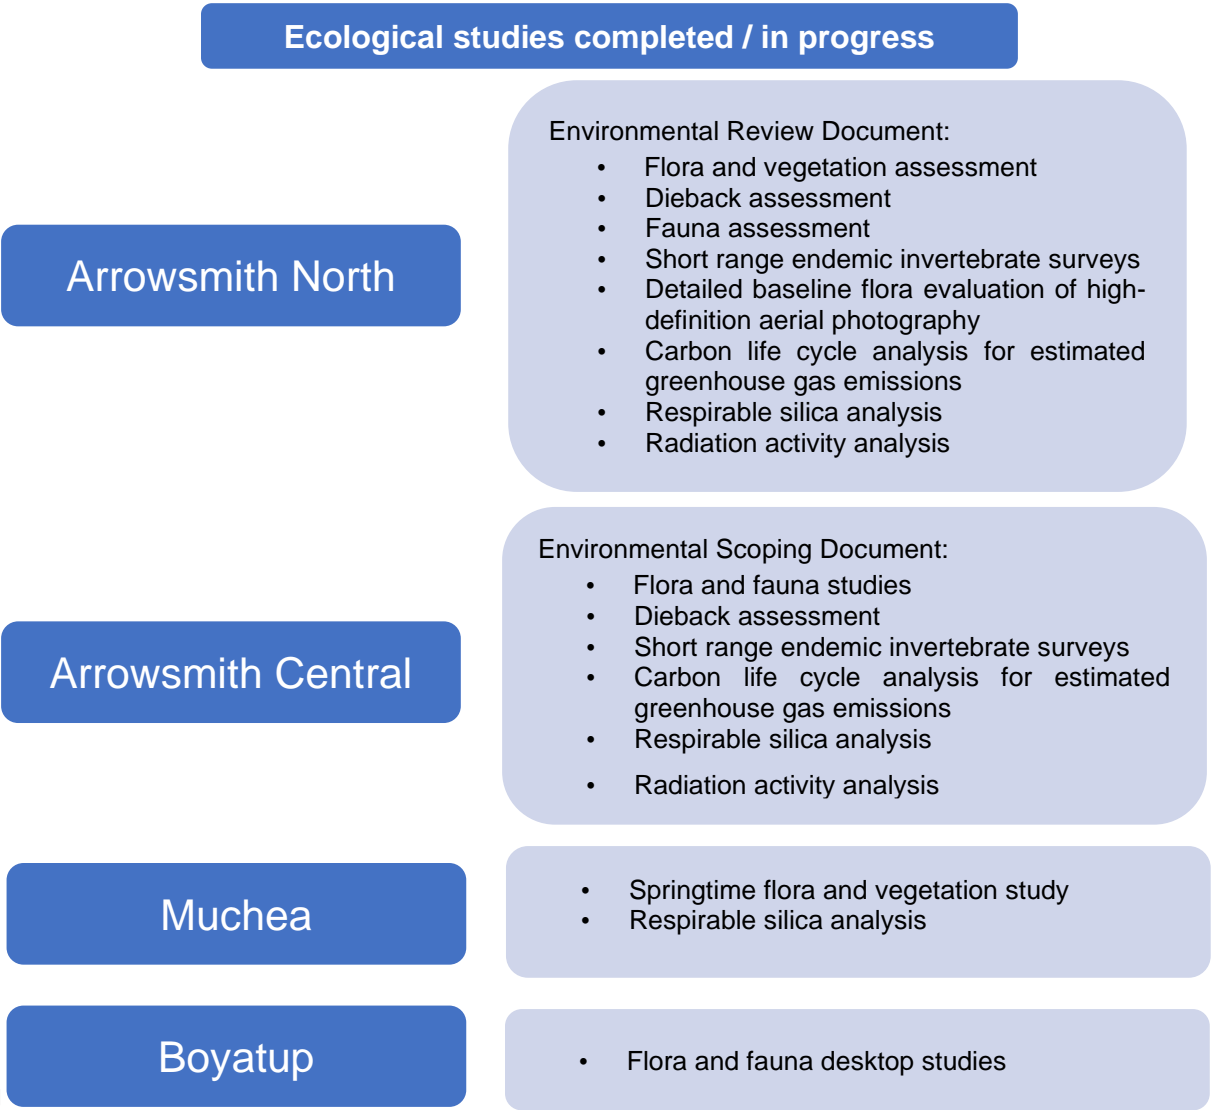 Ecological studies completed / in progress
Arrowsmith North
Environmental Review Document:
• Flora and vegetation assessment
• Dieback assessment
• Fauna assessment
• Short range endemic invertebrate surveys
• Detailed baseline flora evaluation of high-
definition aerial photography
• Carbon life cycle analysis for estimated
greenhouse gas emissions
• Respirable silica analysis
• Radiation activity analysis
Arrowsmith Central
Environmental Scoping Document:
• Flora and fauna studies
• Dieback assessment
• Short range endemic invertebrate surveys
• Carbon life cycle analysis for estimated
greenhouse gas emissions
• Respirable silica analysis
• Radiation activity analysis
Muchea
• Springtime flora and vegetation study
• Respirable silica analysis
Boyatup
• Flora and fauna desktop studies